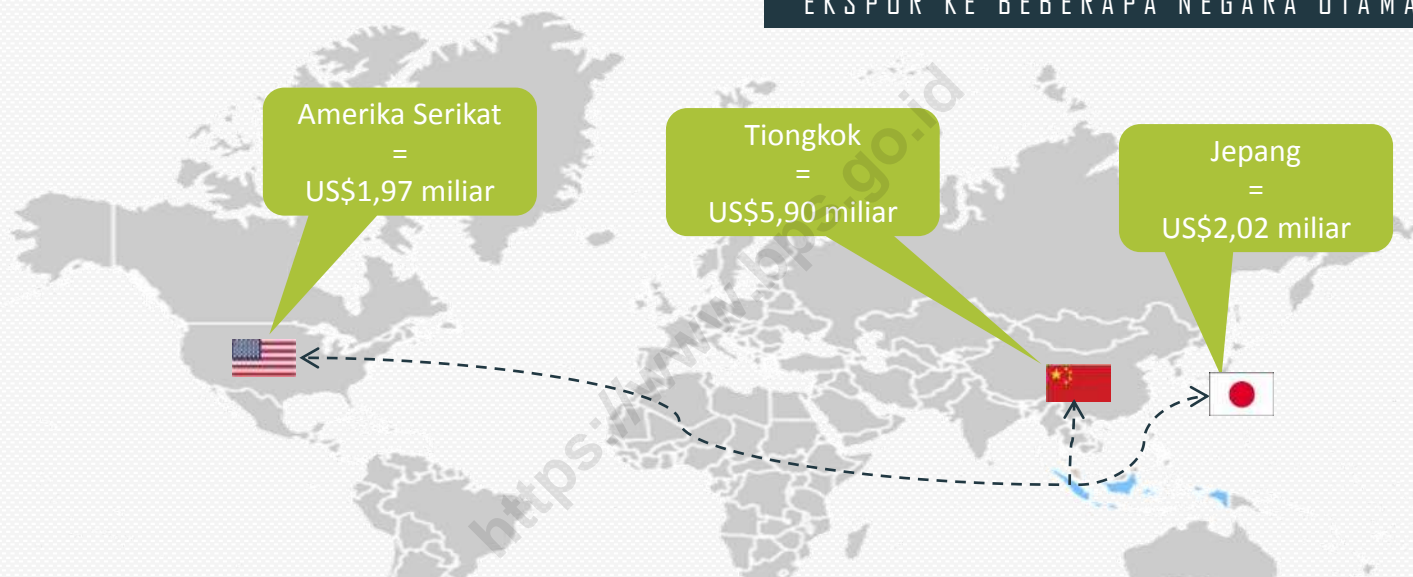 EKSPOR KE BEBERAPA NEGARA UTAMA
Amerika Serikat
=
US$1,97 miliar
Tiongkok
=
US$5,90 miliar
Jepang
=
US$2,02 miliar
https://www.bps.go.id